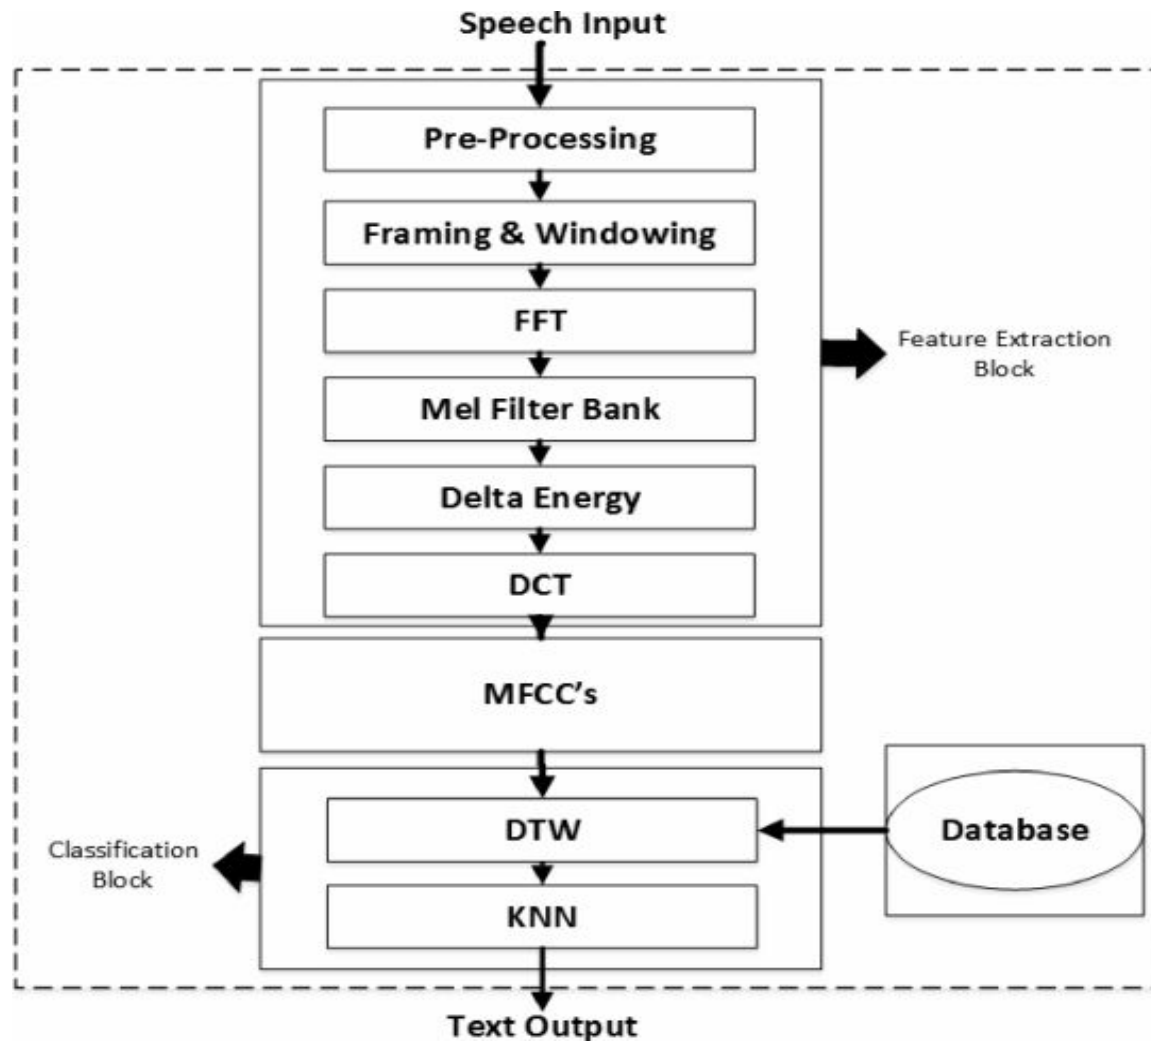 Speech Input
Pre-Processing
Framing & Windowing
FFT
Feature Extraction
Block
Mel Filter Bank
Delta Energy
DCT
MFCC's
DTW
Database
Classification
Block
KNN
Text Output